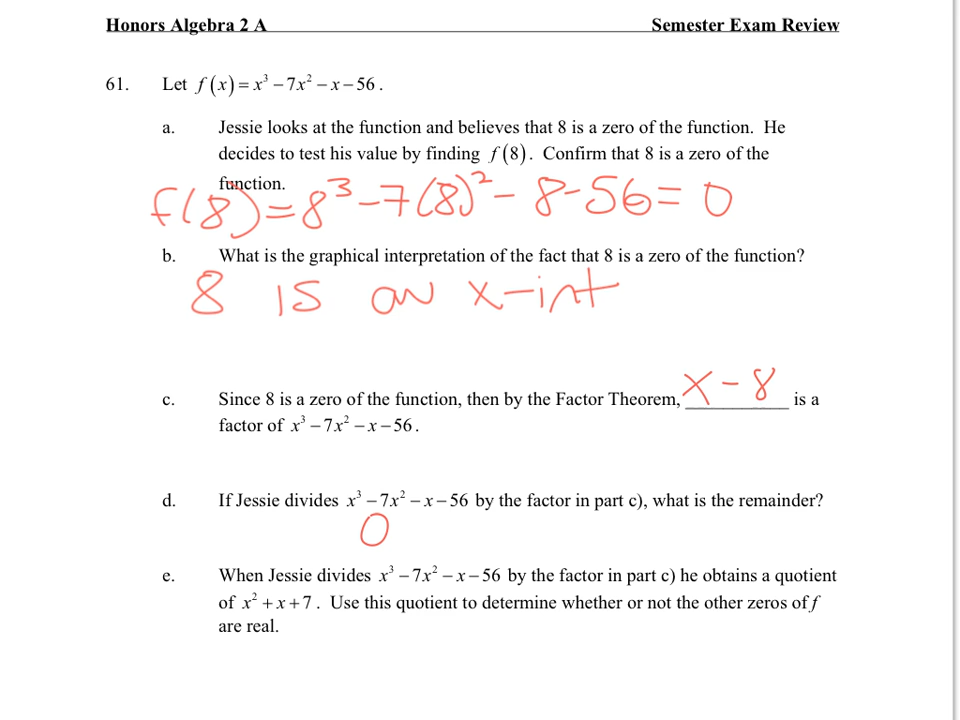 Honors Algebra 2 A Semester Exam Review
61. Let f(x) = x³ – 7x² – x – 56.
a. Jessie looks at the function and believes that 8 is a zero of the function. He
decides to test his value by finding f(8). Confirm that 8 is a zero of the
function.
f(8) = 8³ – 7(8)² – 8 – 56 = 0
b. What is the graphical interpretation of the fact that 8 is a zero of the function?
8 is an x-int
c. Since 8 is a zero of the function, then by the Factor Theorem, x – 8 is a
factor of x³ – 7x² – x – 56.
d. If Jessie divides x³ – 7x² – x – 56 by the factor in part c), what is the remainder?
0
e. When Jessie divides x³ – 7x² – x – 56 by the factor in part c) he obtains a quotient
of x² + x + 7. Use this quotient to determine whether or not the other zeros of f
are real.